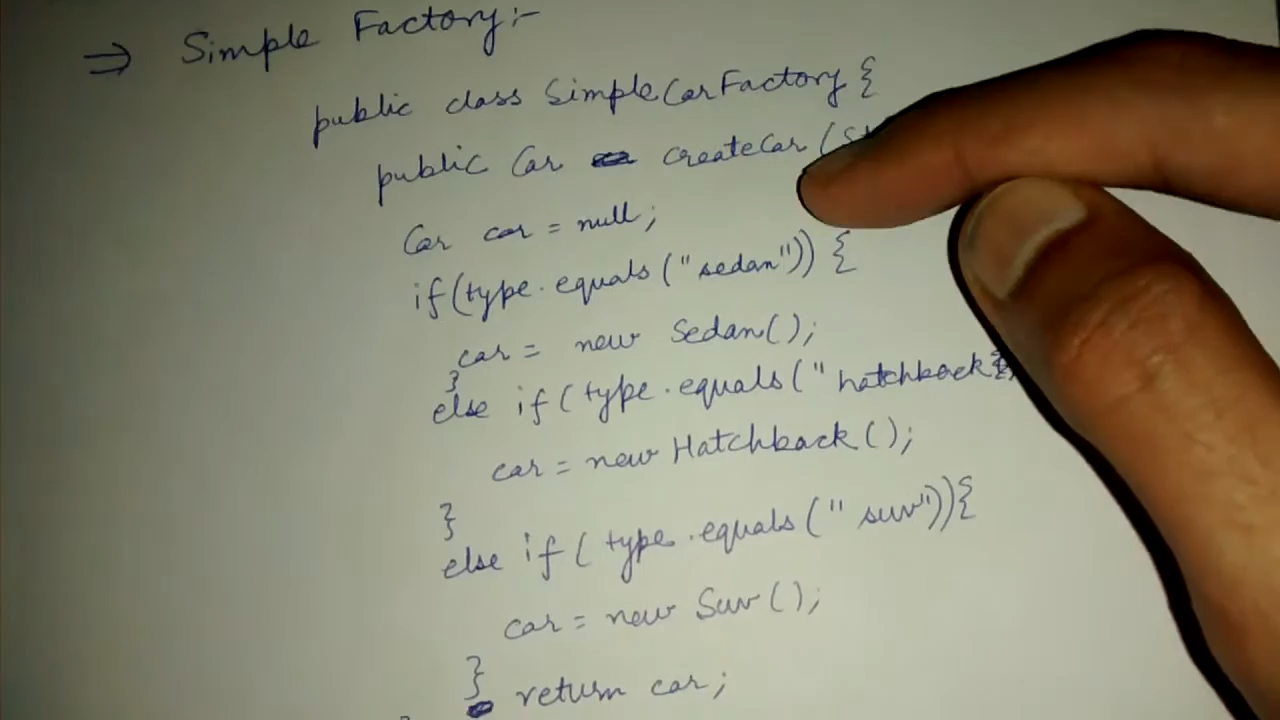 ⇒ Simple Factory:-
public class SimpleCarFactory {
public Car createCar (
Car car = null;
if(type.equals("sedan")) {
car = new Sedan();
}
else if (type.equals("hatchback
car = new Hatchback();
}
else if (type.equals("suv")){
car = new Suv();
}
return car;